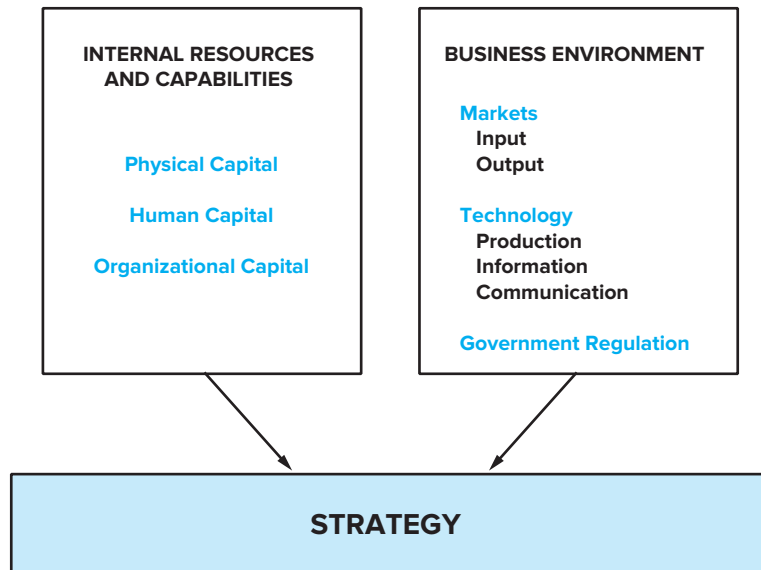 INTERNAL RESOURCES
AND CAPABILITIES
Physical Capital
Human Capital
Organizational Capital
BUSINESS ENVIRONMENT
Markets
Input
Output
Technology
Production
Information
Communication
Government Regulation
STRATEGY